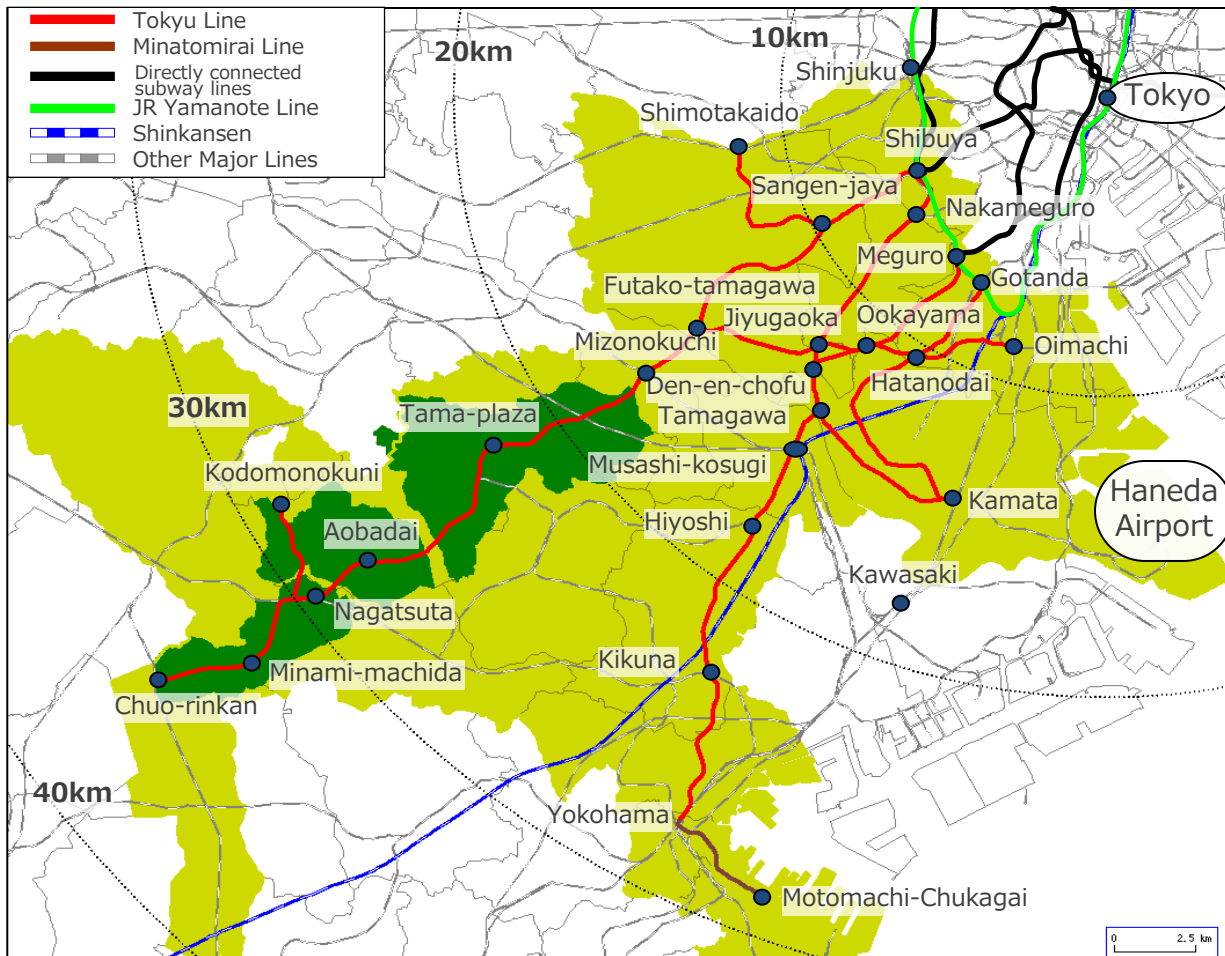 Tokyu Line
Minatomirai Line
Directly connected
subway lines
JR Yamanote Line
Shinkansen
Other Major Lines
20km
10km
Shinjuku
Tokyo
Shimotakaido
Shibuya
Sangen-jaya
Nakameguro
Meguro
Gotanda
Futako-tamagawa
Jiyugaoka
Ookayama
Mizonokuchi
Oimachi
Den-en-chofu
Hatanodai
30km
Tama-plaza
Tamagawa
Musashi-kosugi
Kodomonokuni
Kamata
Haneda
Airport
Hiyoshi
Aobadai
Kawasaki
Nagatsuta
Kikuna
Minami-machida
Chuo-rinkan
40km
Yokohama
Motomachi-Chukagai
0 2.5 km